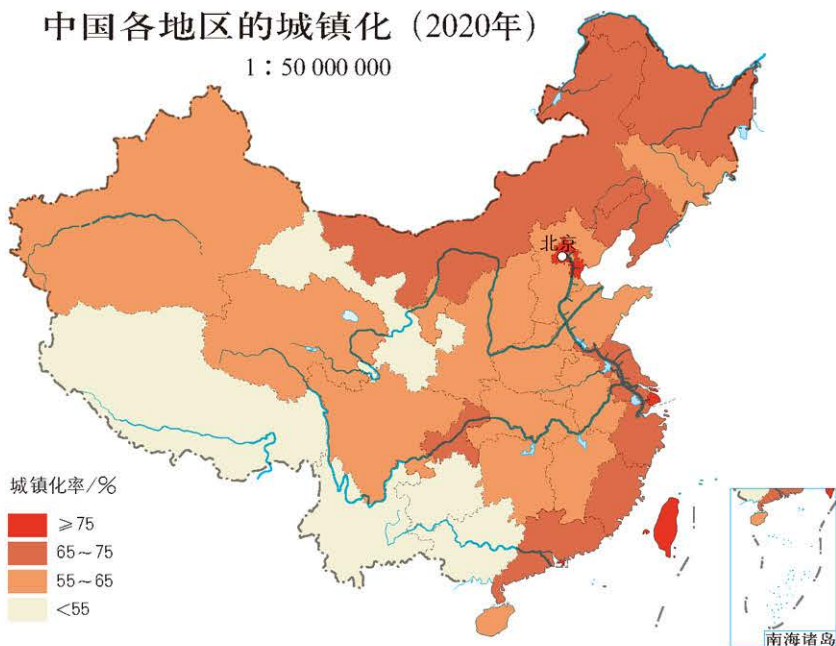 中国各地区的城镇化（2020年）
1：50 000 000
北京
城镇化率/%
≥75
65～75
55～65
<55
南海诸岛